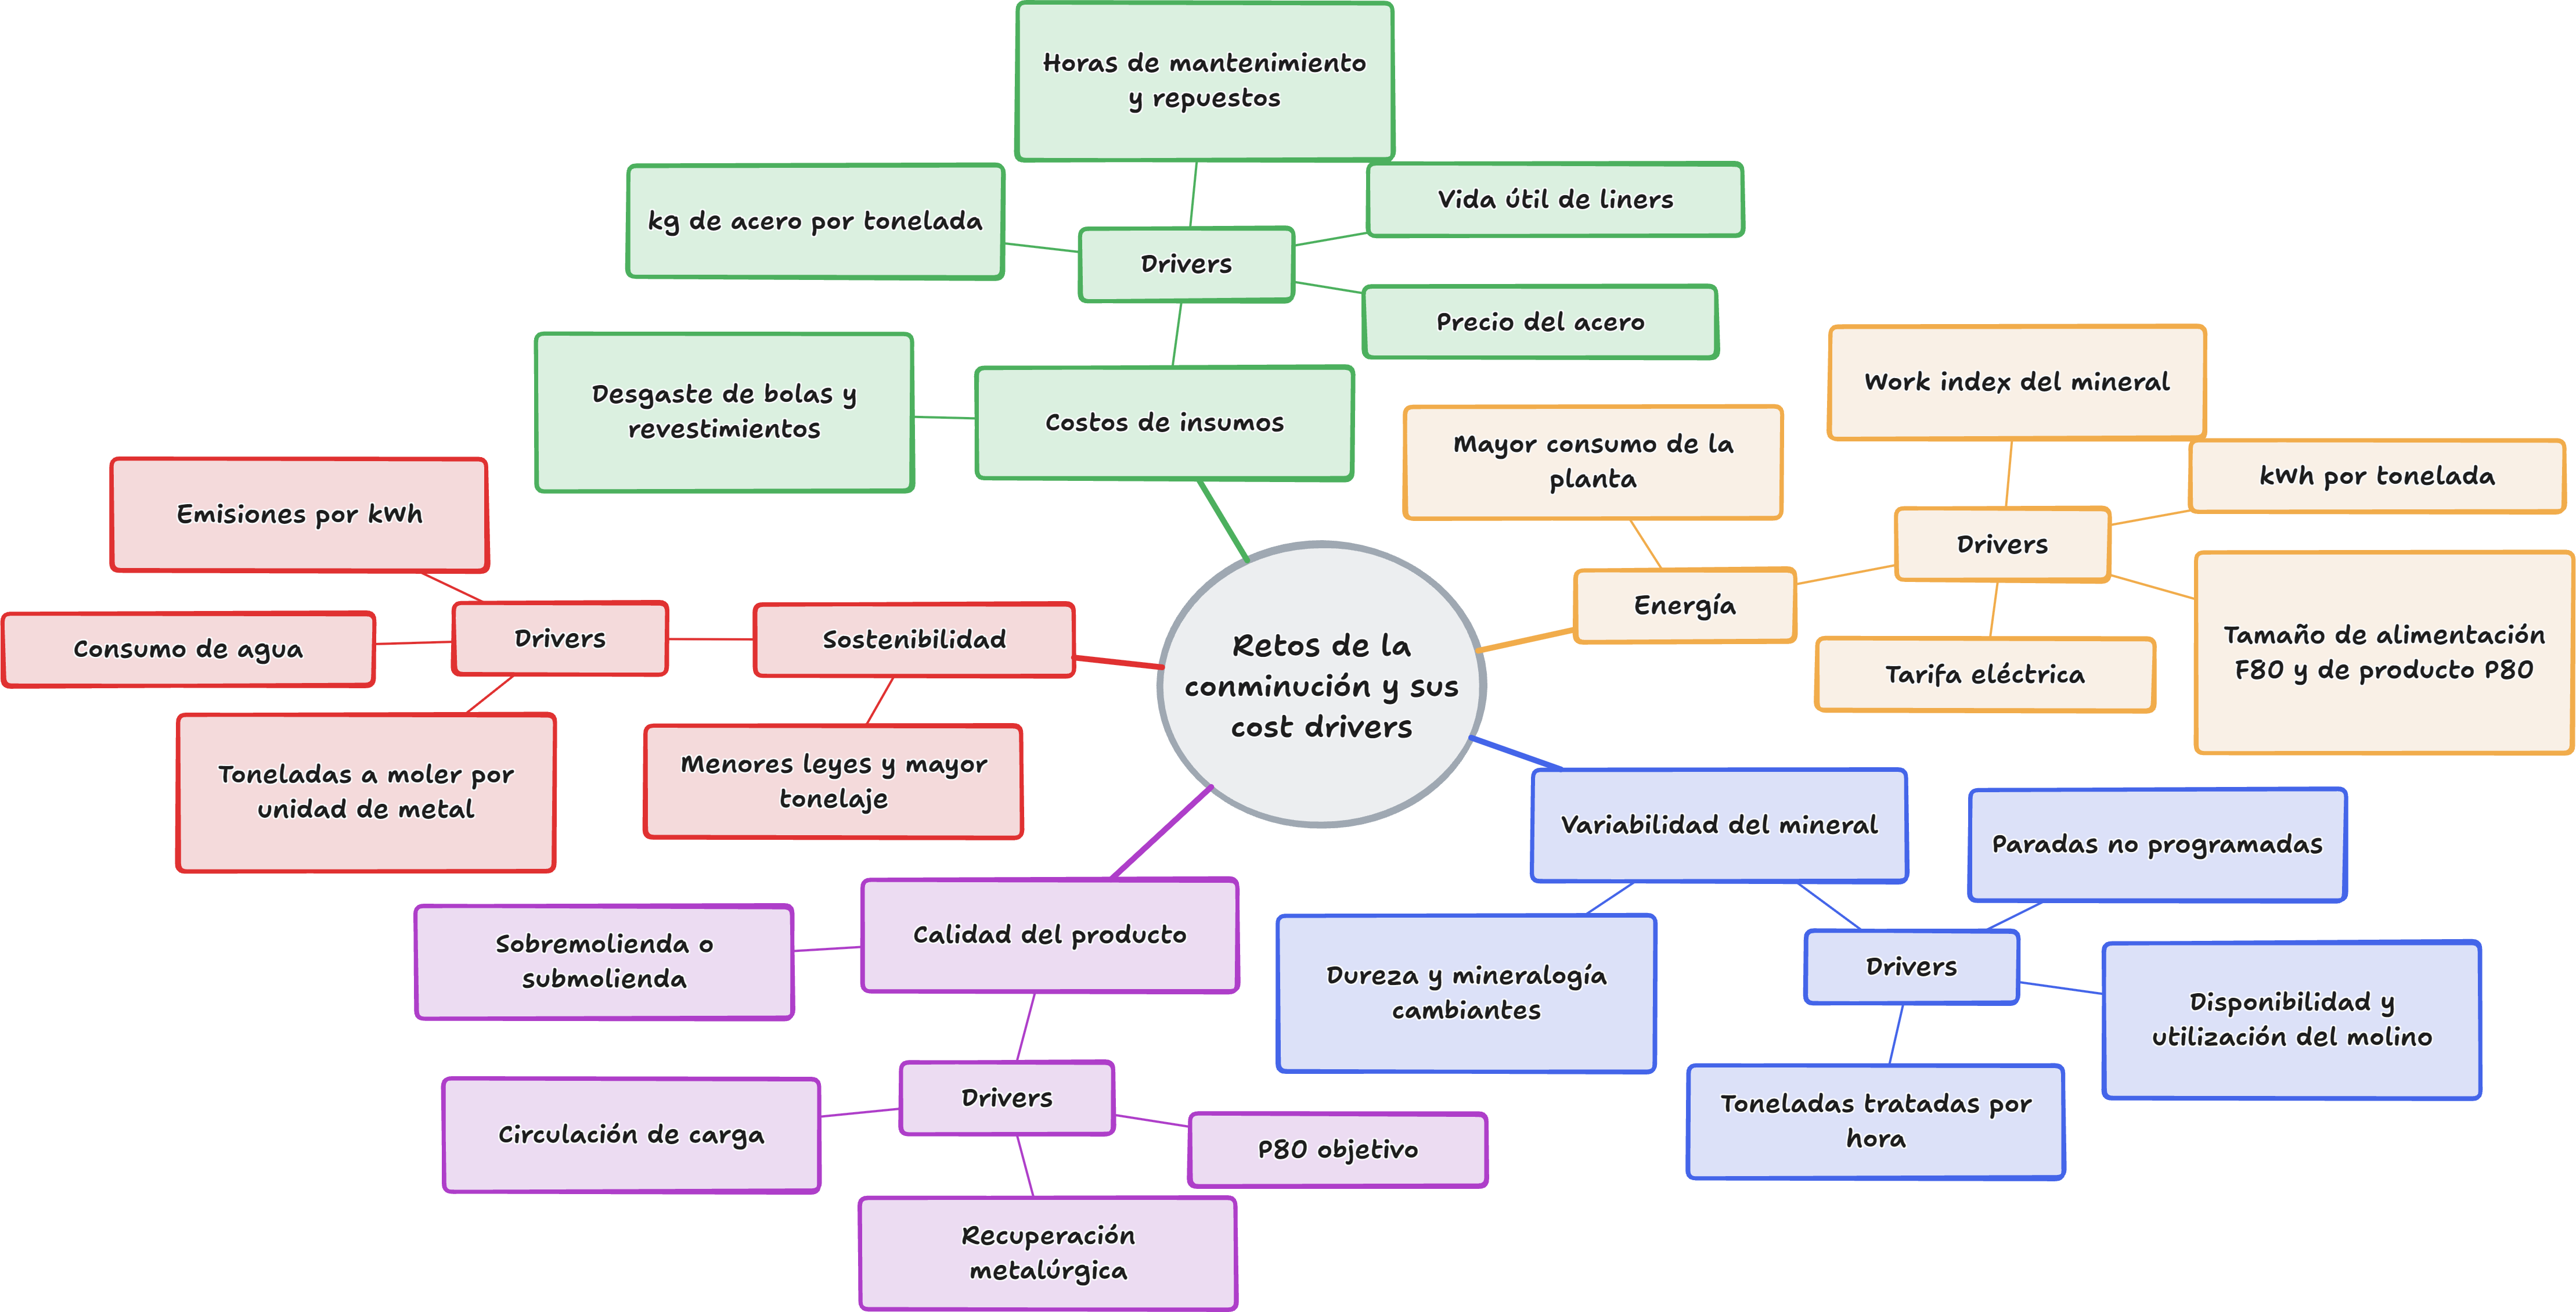 Retos de la
conminución y sus
cost drivers
Costos de insumos
Desgaste de bolas y
revestimientos
Drivers
kg de acero por tonelada
Horas de mantenimiento
y repuestos
Vida útil de liners
Precio del acero
Energía
Mayor consumo de la
planta
Drivers
Work index del mineral
kWh por tonelada
Tamaño de alimentación
F80 y de producto P80
Tarifa eléctrica
Variabilidad del mineral
Dureza y mineralogía
cambiantes
Drivers
Paradas no programadas
Disponibilidad y
utilización del molino
Toneladas tratadas por
hora
Calidad del producto
Sobremolienda o
submolienda
Drivers
Circulación de carga
P80 objetivo
Recuperación
metalúrgica
Sostenibilidad
Menores leyes y mayor
tonelaje
Drivers
Emisiones por kWh
Consumo de agua
Toneladas a moler por
unidad de metal